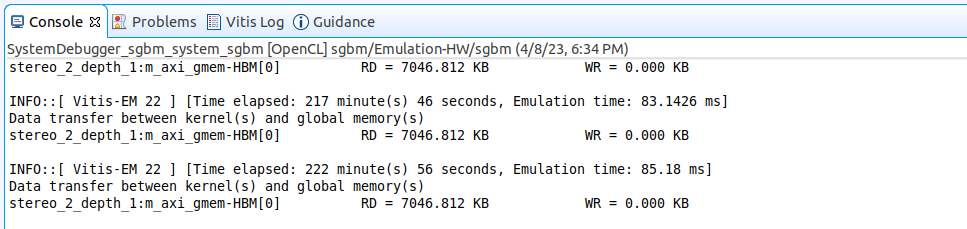 Console Problems Vitis Log Guidance
SystemDebugger_sgbm_system_sgbm [OpenCL] sgbm/Emulation-HW/sgbm (4/8/23, 6:34 PM)
stereo_2_depth_1:m_axi_gmem-HBM[0] RD = 7046.812 KB WR = 0.000 KB
INFO::[ Vitis-EM 22 ] [Time elapsed: 217 minute(s) 46 seconds, Emulation time: 83.1426 ms]
Data transfer between kernel(s) and global memory(s)
stereo_2_depth_1:m_axi_gmem-HBM[0] RD = 7046.812 KB WR = 0.000 KB
INFO::[ Vitis-EM 22 ] [Time elapsed: 222 minute(s) 56 seconds, Emulation time: 85.18 ms]
Data transfer between kernel(s) and global memory(s)
stereo_2_depth_1:m_axi_gmem-HBM[0] RD = 7046.812 KB WR = 0.000 KB